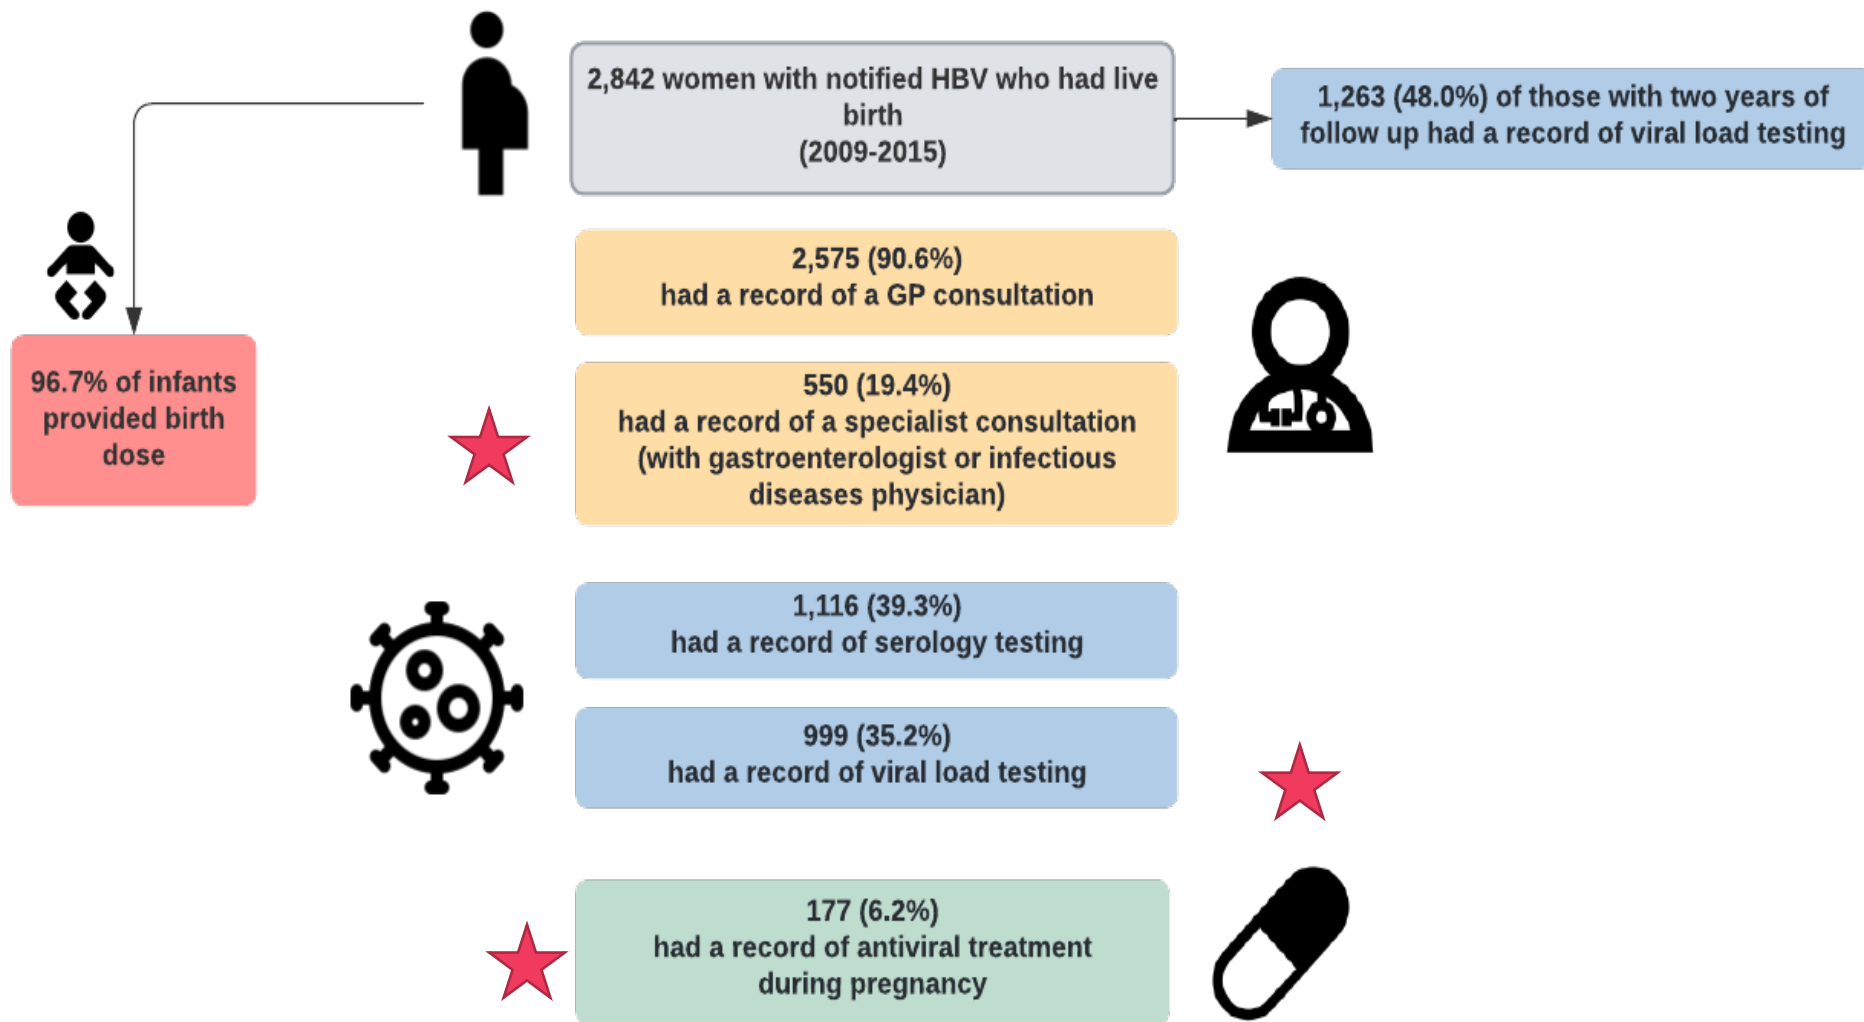 2,842 women with notified HBV who had live
birth
(2009-2015)
1,263 (48.0%) of those with two years of
follow up had a record of viral load testing
2,575 (90.6%)
had a record of a GP consultation
96.7% of infants
provided birth
dose
550 (19.4%)
had a record of a specialist consultation
(with gastroenterologist or infectious
diseases physician)
1,116 (39.3%)
had a record of serology testing
999 (35.2%)
had a record of viral load testing
177 (6.2%)
had a record of antiviral treatment
during pregnancy